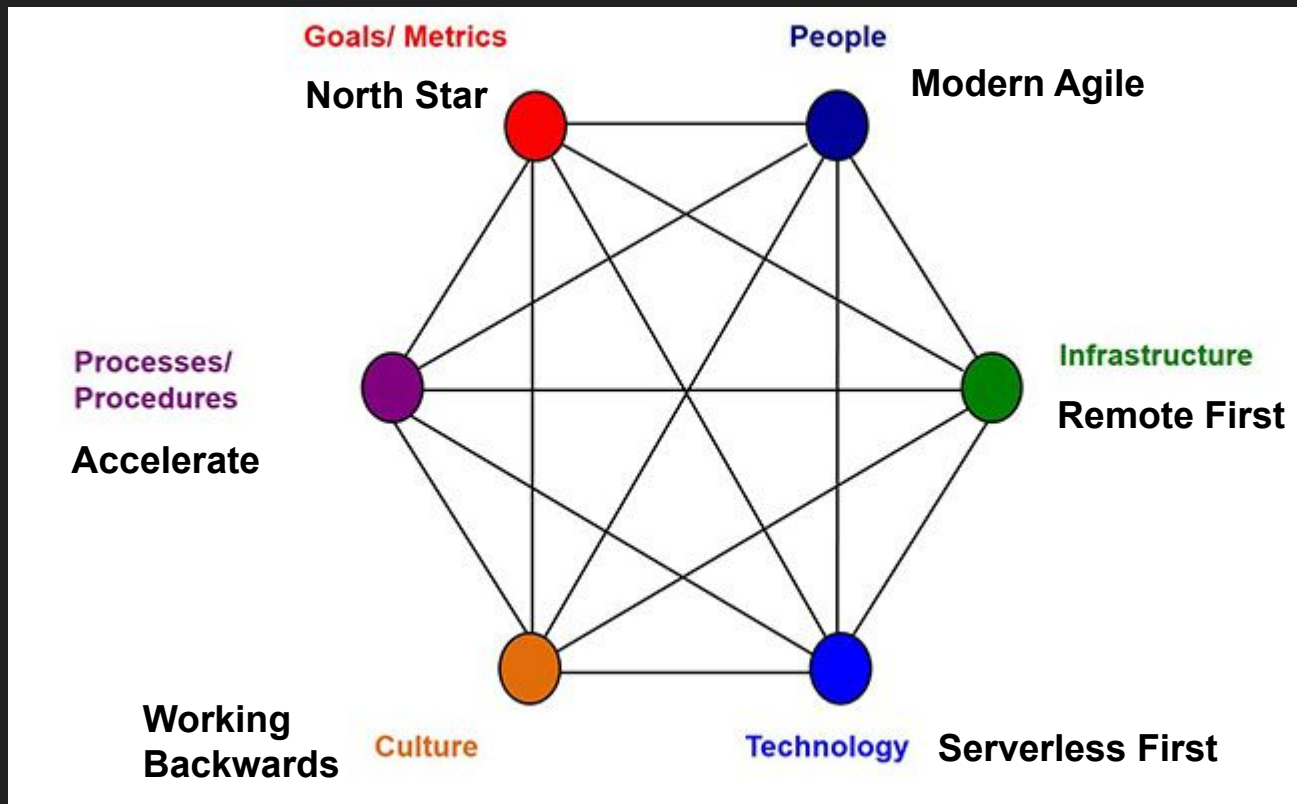 Goals/ Metrics
North Star
People
Modern Agile
Processes/
Procedures
Accelerate
Infrastructure
Remote First
Working
Backwards
Culture
Technology
Serverless First